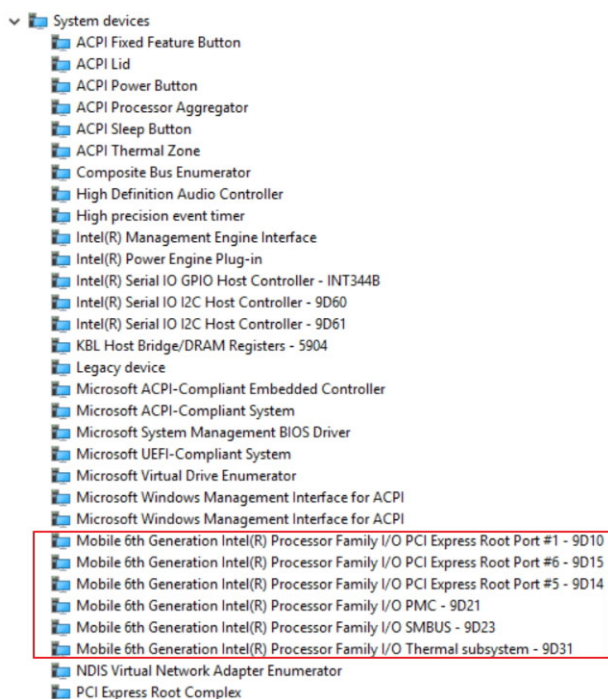 System devices
ACPI Fixed Feature Button
ACPI Lid
ACPI Power Button
ACPI Processor Aggregator
ACPI Sleep Button
ACPI Thermal Zone
Composite Bus Enumerator
High Definition Audio Controller
High precision event timer
Intel(R) Management Engine Interface
Intel(R) Power Engine Plug-in
Intel(R) Serial IO GPIO Host Controller - INT344B
Intel(R) Serial IO I2C Host Controller - 9D60
Intel(R) Serial IO I2C Host Controller - 9D61
KBL Host Bridge/DRAM Registers - 5904
Legacy device
Microsoft ACPI-Compliant Embedded Controller
Microsoft ACPI-Compliant System
Microsoft System Management BIOS Driver
Microsoft UEFI-Compliant System
Microsoft Virtual Drive Enumerator
Microsoft Windows Management Interface for ACPI
Microsoft Windows Management Interface for ACPI
Mobile 6th Generation Intel(R) Processor Family I/O PCI Express Root Port #1 - 9D10
Mobile 6th Generation Intel(R) Processor Family I/O PCI Express Root Port #6 - 9D15
Mobile 6th Generation Intel(R) Processor Family I/O PCI Express Root Port #5 - 9D14
Mobile 6th Generation Intel(R) Processor Family I/O PMC - 9D21
Mobile 6th Generation Intel(R) Processor Family I/O SMBUS - 9D23
Mobile 6th Generation Intel(R) Processor Family I/O Thermal subsystem - 9D31
NDIS Virtual Network Adapter Enumerator
PCI Express Root Complex